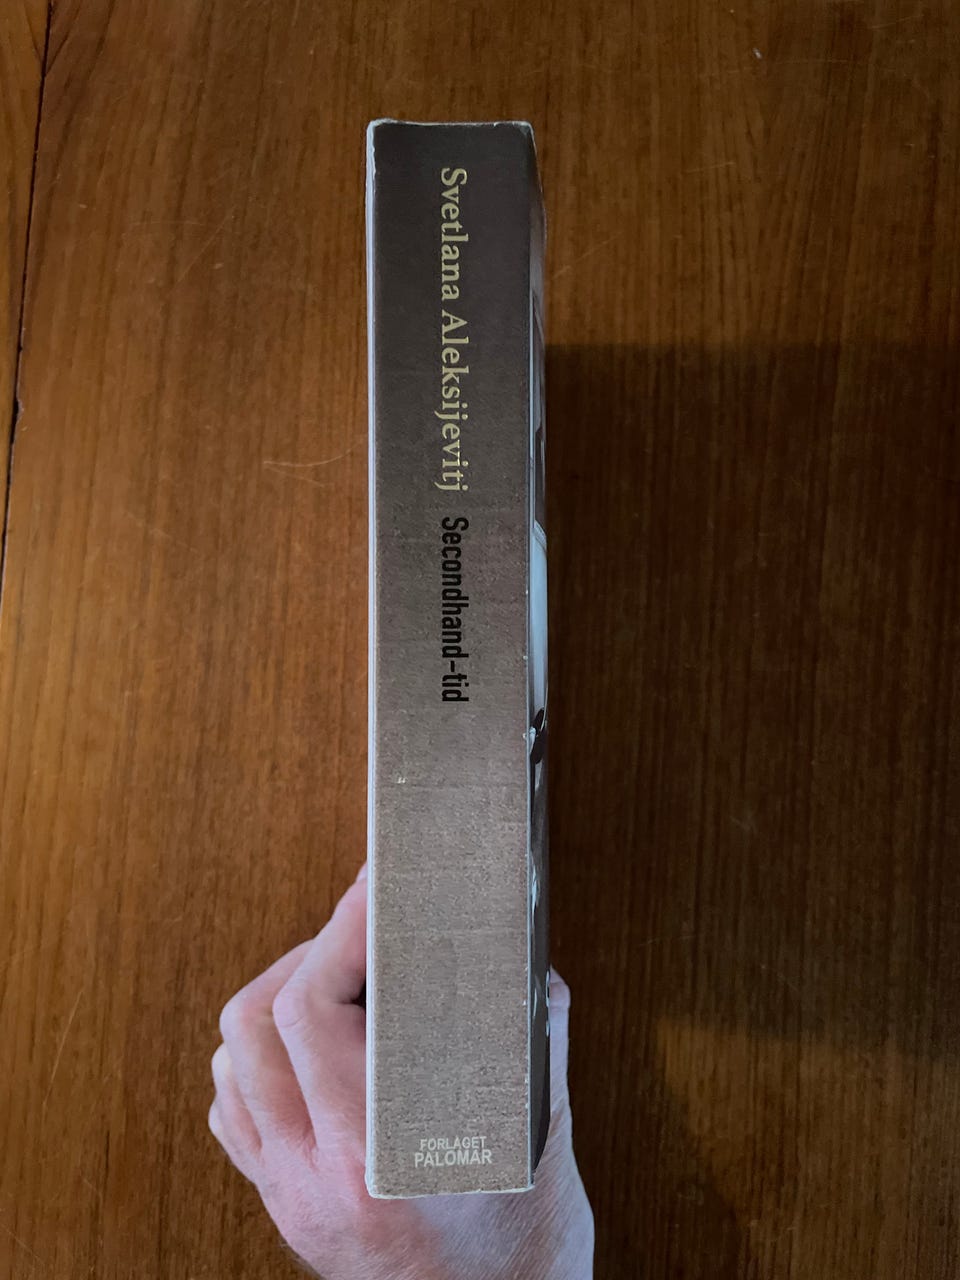 Svetlana Aleksijevitj
Secondhand-tid
FORLAGET
PALOMAR